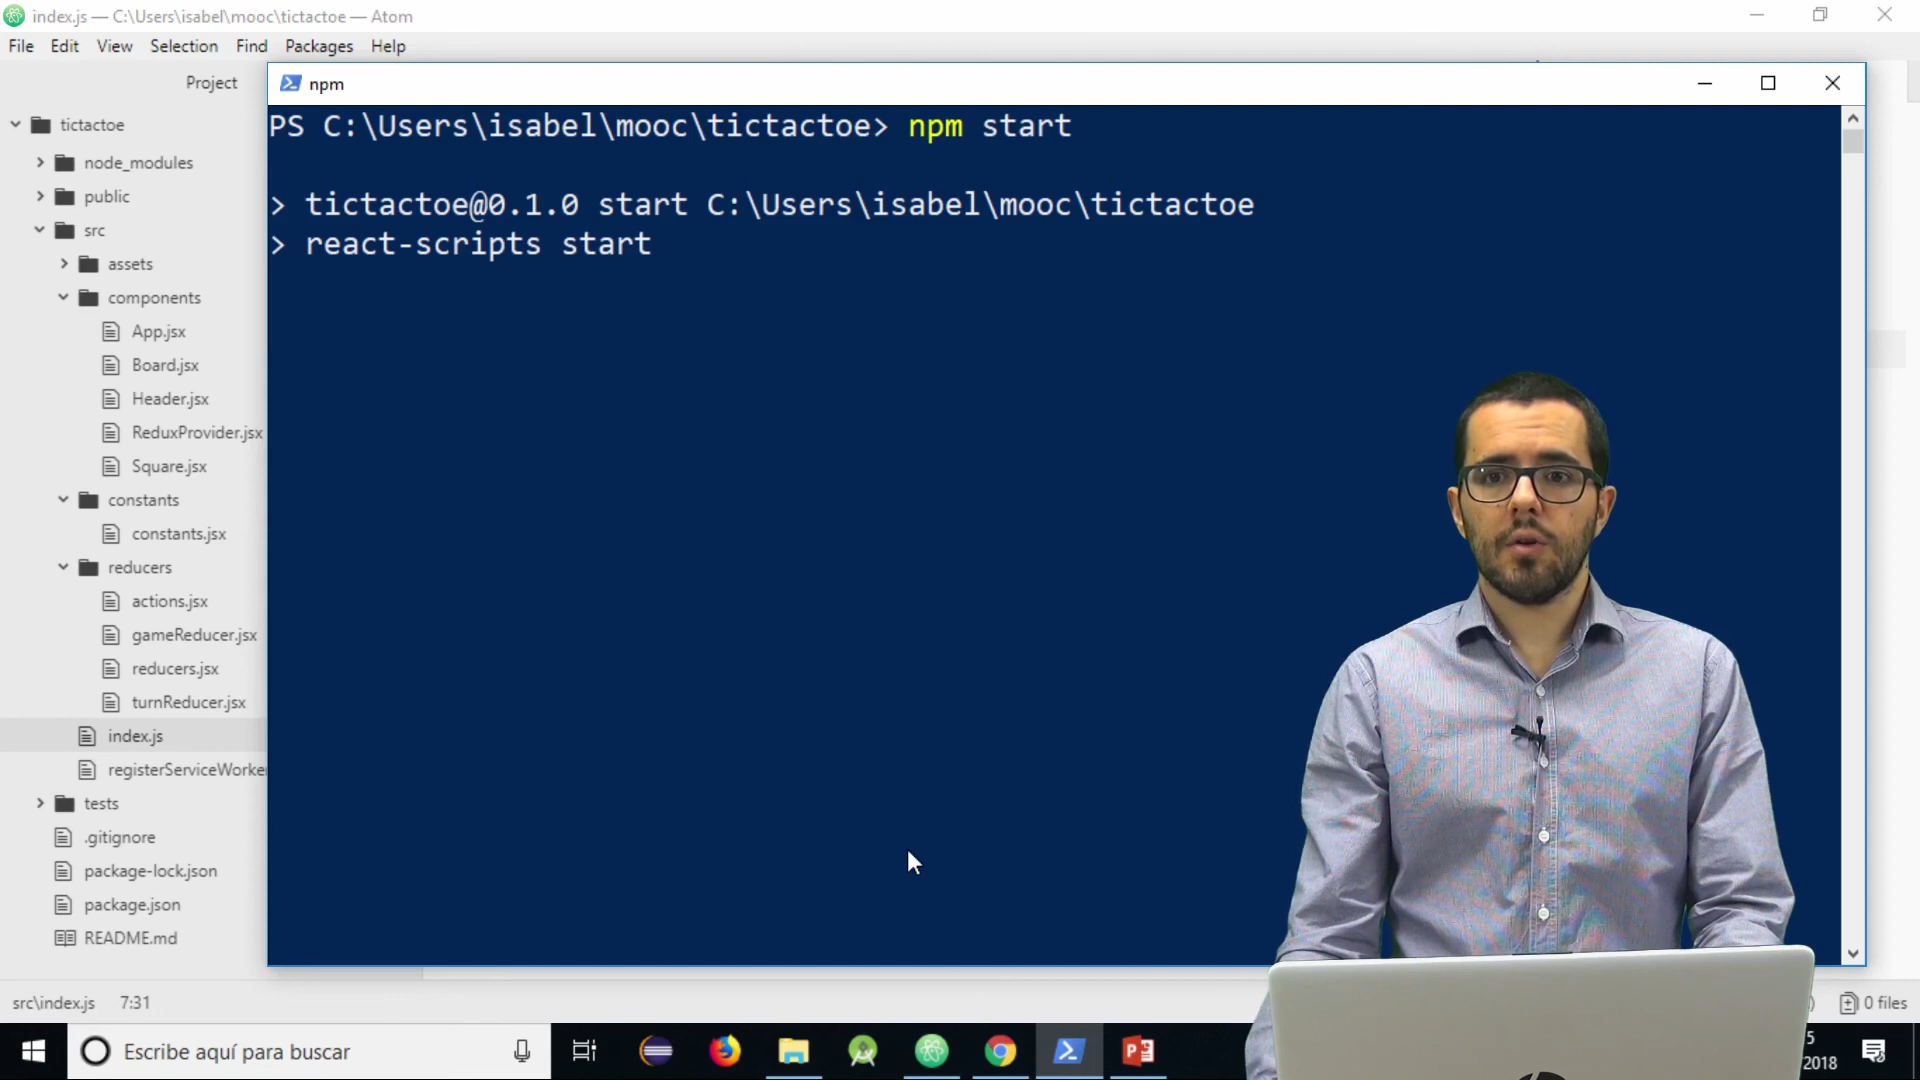 index.js — C:\Users\isabel\mooc\tictactoe — Atom
File Edit View Selection Find Packages Help
Project
npm
tictactoe
node_modules
public
src
assets
components
App.jsx
Board.jsx
Header.jsx
ReduxProvider.jsx
Square.jsx
constants
constants.jsx
reducers
actions.jsx
gameReducer.jsx
reducers.jsx
turnReducer.jsx
index.js
registerServiceWorke
tests
.gitignore
package-lock.json
package.json
README.md
PS C:\Users\isabel\mooc\tictactoe> npm start
> tictactoe@0.1.0 start C:\Users\isabel\mooc\tictactoe
> react-scripts start
src\index.js 7:31
0 files
Escribe aquí para buscar
5
2018